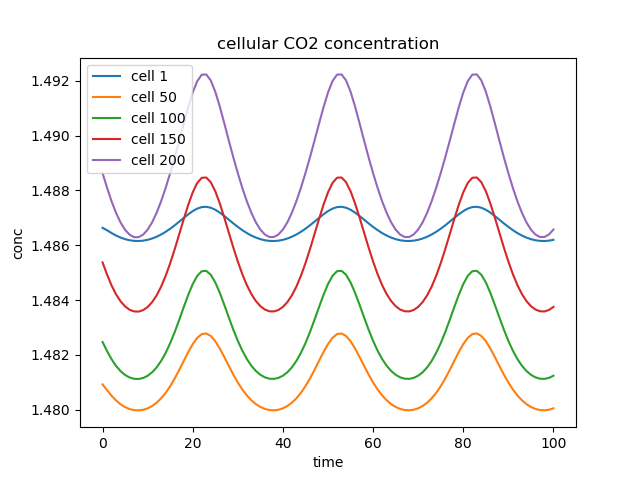 cellular CO2 concentration
cell 1
cell 50
cell 100
cell 150
cell 200
1.492
1.490
1.488
1.486
1.484
1.482
1.480
conc
0 20 40 60 80 100
time